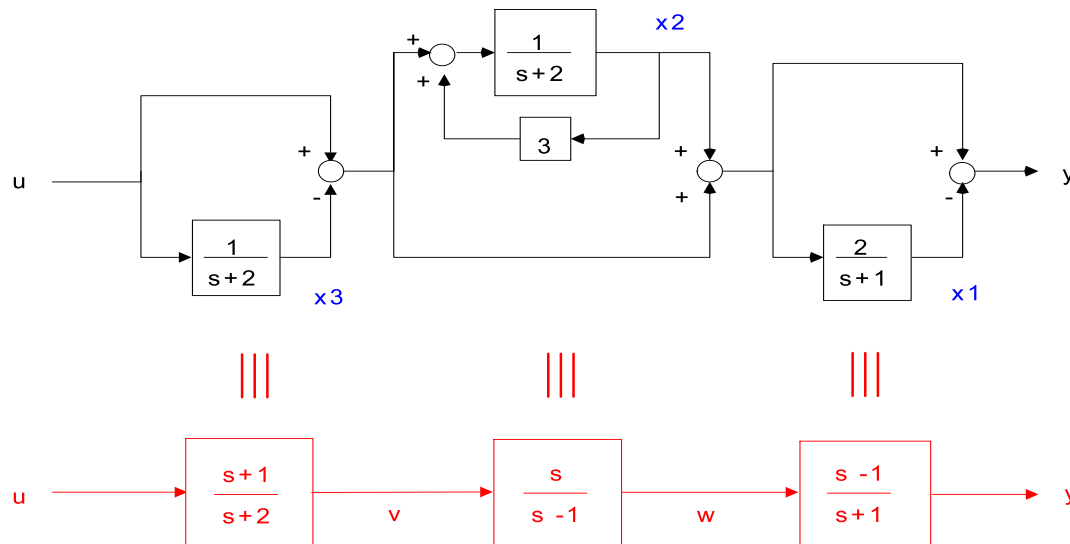 x2
+
1
s+2
+
3
+
-
u
1
s+2
x3
+
+
+
-
y
2
s+1
x1
|||
|||
|||
u
s+1
s+2
v
s
s -1
w
s -1
s+1
y